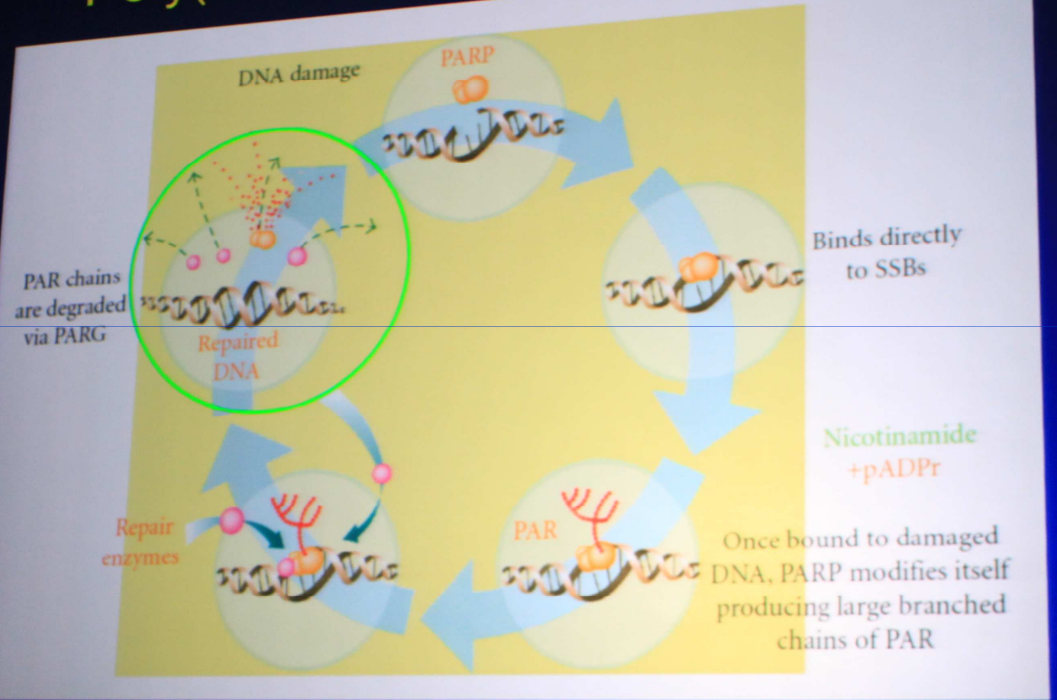 DNA damage
PARP
Binds directly
to SSBs
Nicotinamide
+pADPr
Once bound to damaged
DNA, PARP modifies itself
producing large branched
chains of PAR
PAR
Repair
enzymes
PAR chains
are degraded
via PARG
Repaired
DNA